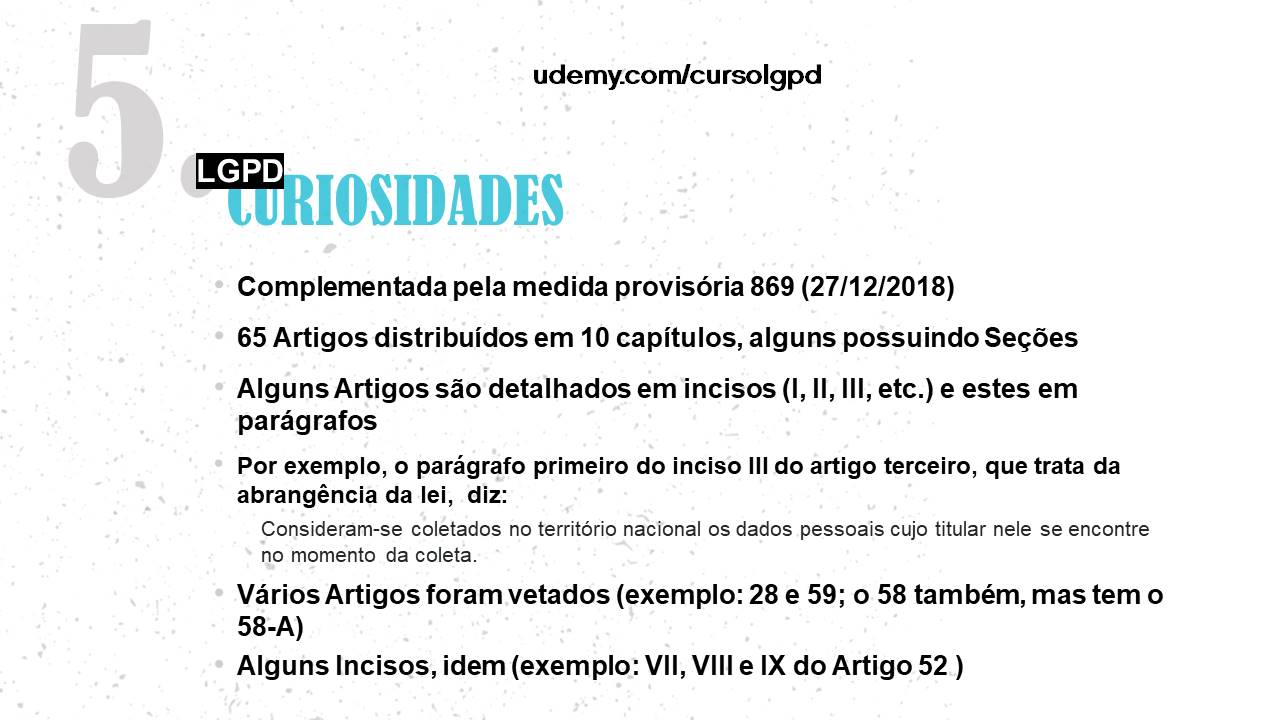 5.
udemy.com/cursolgpd
LGPD
CURIOSIDADES
• Complementada pela medida provisória 869 (27/12/2018)
• 65 Artigos distribuídos em 10 capítulos, alguns possuindo Seções
• Alguns Artigos são detalhados em incisos (I, II, III, etc.) e estes em
parágrafos
• Por exemplo, o parágrafo primeiro do inciso III do artigo terceiro, que trata da
abrangência da lei, diz:
Consideram-se coletados no território nacional os dados pessoais cujo titular nele se encontre
no momento da coleta.
• Vários Artigos foram vetados (exemplo: 28 e 59; o 58 também, mas tem o
58-A)
• Alguns Incisos, idem (exemplo: VII, VIII e IX do Artigo 52 )